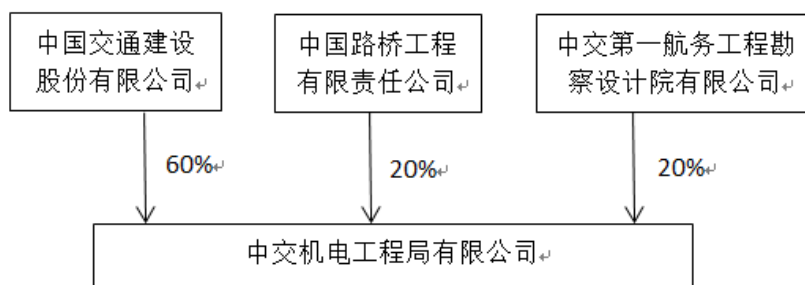 中国交通建设
股份有限公司
中国路桥工程
有限责任公司
中交第一航务工程勘
察设计院有限公司
60%
20%
20%
中交机电工程局有限公司